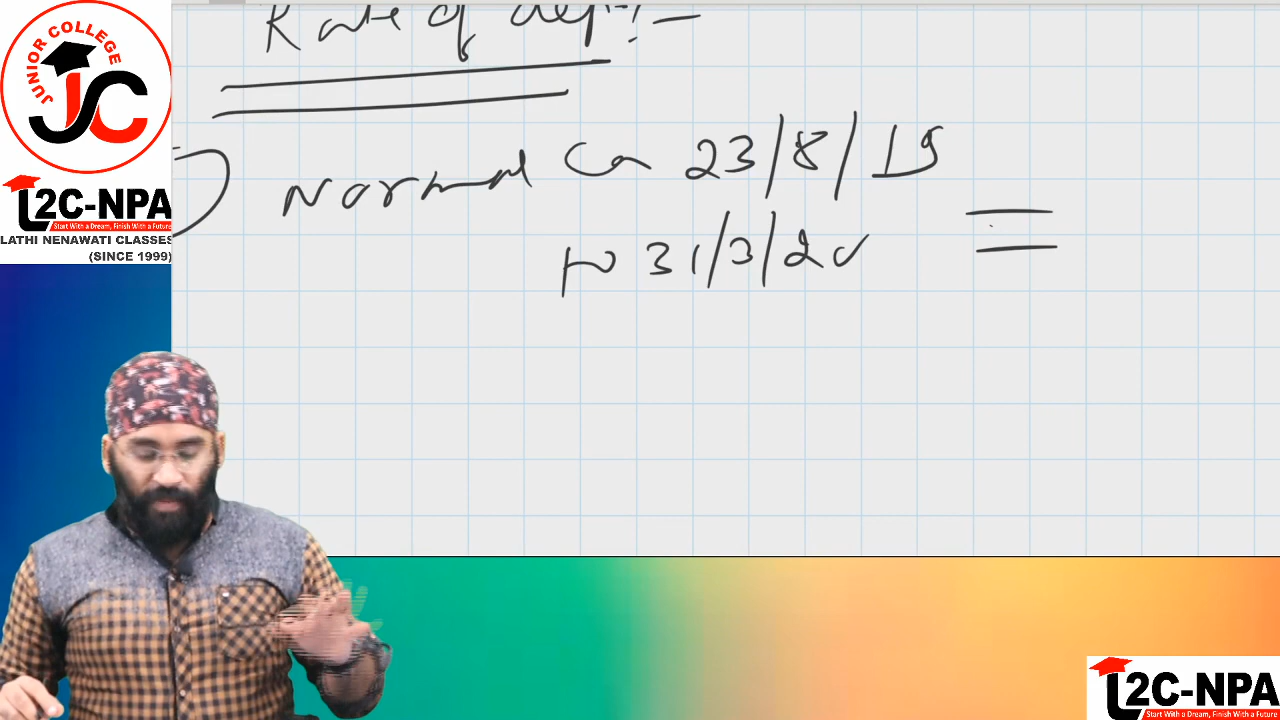 Rate of dep:! -
JUNIOR COLLEGE
JC
L2C-NPA
Start With a Dream, Finish With a Future
LATHI NENAWATI CLASSES
(SINCE 1999)
Normal Ca 23/8/19
to 31/3/20
=
L2C-NPA
Start With a Dream, Finish With a Future